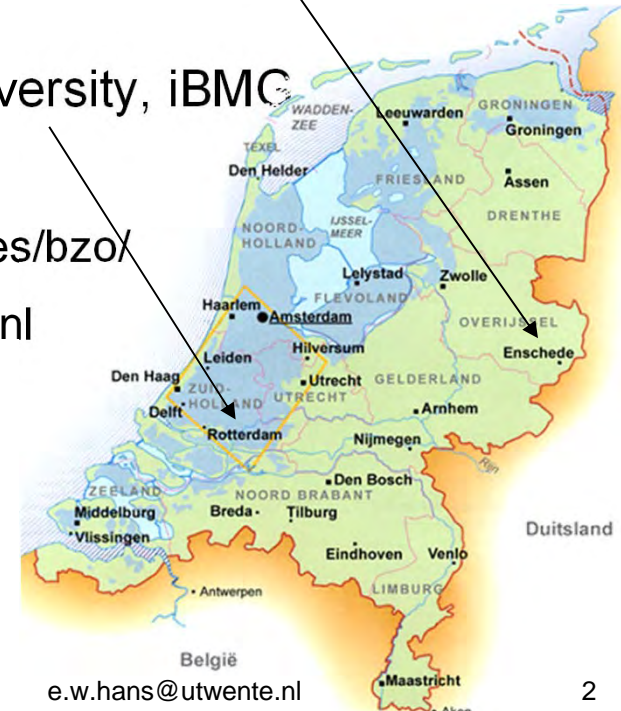 versity, iBMG
es/bzo/
nl
WADDEN-
ZEE
Leeuwarden
GRONINGEN
Groningen
TEXEL
Den Helder
FRIESLAND
Assen
DRENTHE
NOORD-
HOLLAND
IJSSEL-
MEER
Lelystad
Zwolle
FLEVOLAND
Haarlem
Amsterdam
OVERIJSSEL
Hilversum
Enschede
Leiden
Den Haag
Utrecht
GELDERLAND
ZUID-
HOLLAND
UTRECHT
Delft
Arnhem
Rotterdam
Nijmegen
Rijn
ZEELAND
Den Bosch
NOORD BRABANT
Middelburg
Breda
Tilburg
Vlissingen
Duitsland
Eindhoven
Venlo
Antwerpen
LIMBURG
België
Maastricht
e.w.hans@utwente.nl
2